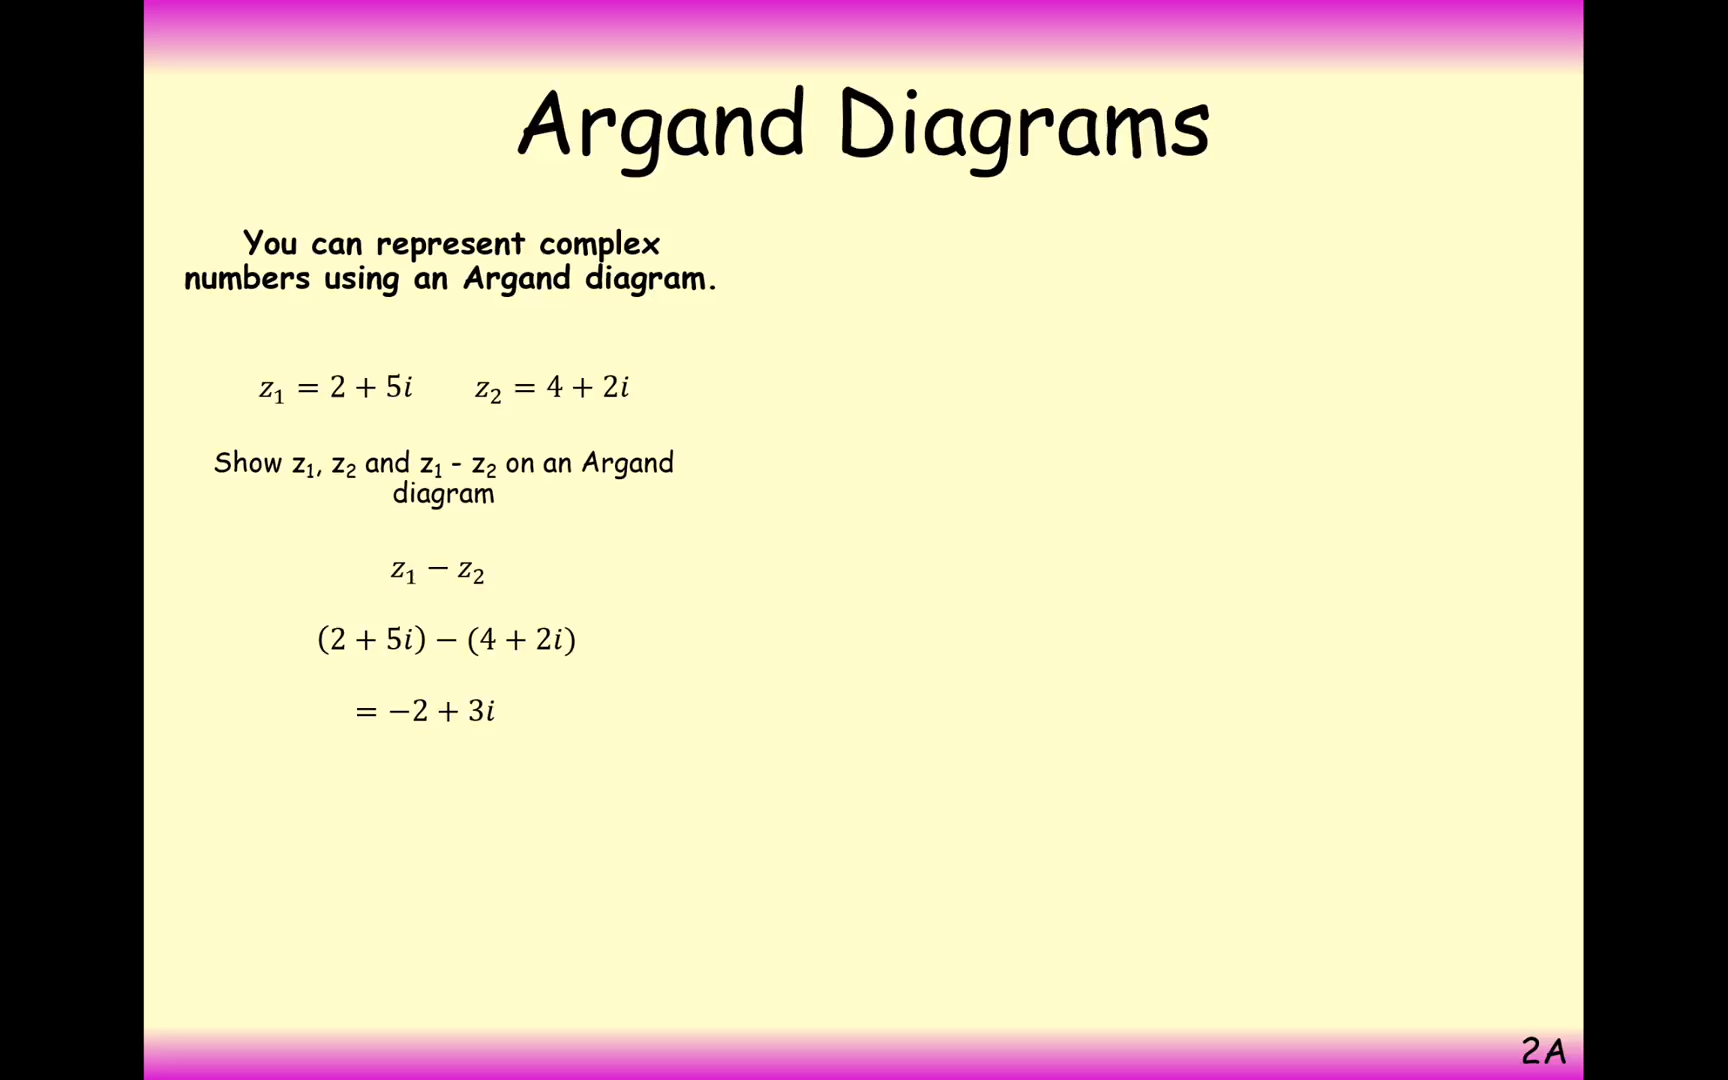 Argand Diagrams
You can represent complex
numbers using an Argand diagram.
z₁ = 2 + 5i    z₂ = 4 + 2i
Show z₁, z₂ and z₁ - z₂ on an Argand
diagram
z₁ − z₂
(2 + 5i) − (4 + 2i)
= −2 + 3i
2A